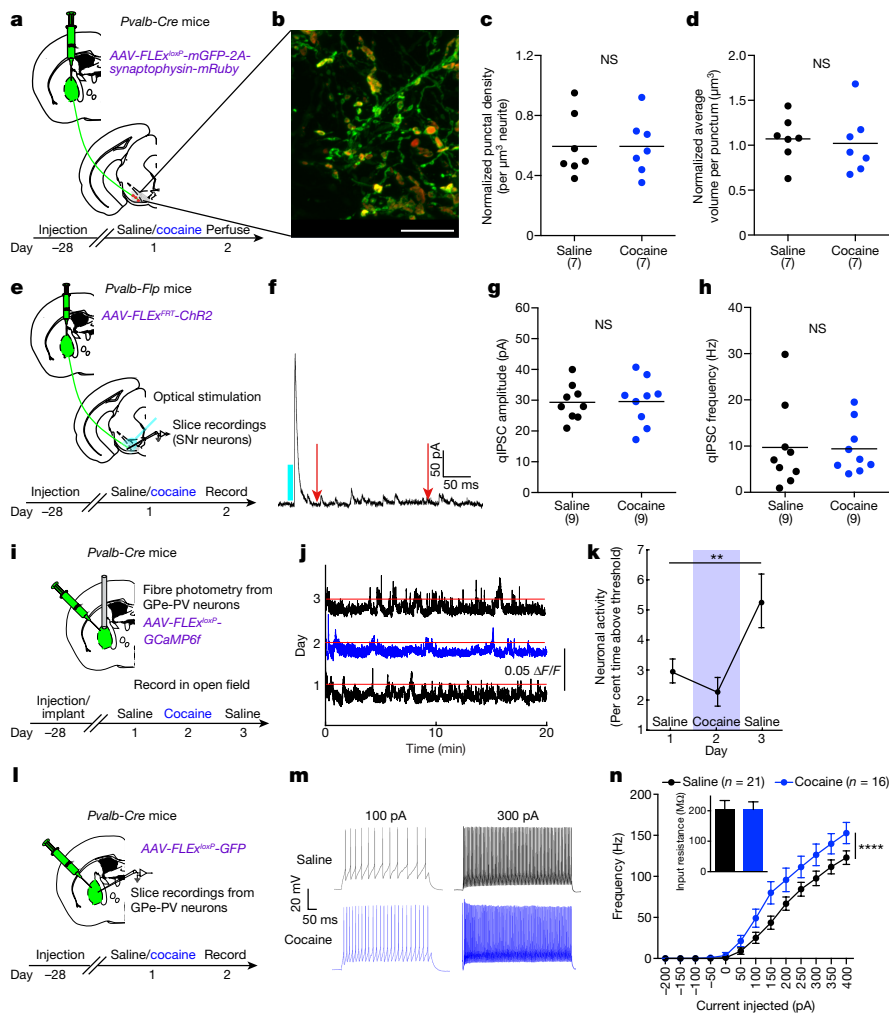 a
Pvalb-Cre mice
AAV-FLEx^loxP-mGFP-2A-
synaptophysin-mRuby
Injection
Saline/cocaine
Perfuse
Day
–28
1
2
b
c
NS
Normalized punctal density
(per μm³ neurite)
1.2
0.8
0.4
0
Saline
(7)
Cocaine
(7)
d
NS
Normalized average
volume per punctum (μm³)
2.0
1.5
1.0
0.5
0
Saline
(7)
Cocaine
(7)
e
Pvalb-Flp mice
AAV-FLEx^FRT-ChR2
Optical stimulation
Slice recordings
(SNr neurons)
Injection
Saline/cocaine
Record
Day
–28
1
2
f
50 pA
50 ms
g
NS
qIPSC amplitude (pA)
60
50
40
30
20
10
0
Saline
(9)
Cocaine
(9)
h
NS
qIPSC frequency (Hz)
40
30
20
10
0
Saline
(9)
Cocaine
(9)
i
Pvalb-Cre mice
Fibre photometry from
GPe-PV neurons
AAV-FLEx^loxP-
GCaMP6f
Record in open field
Injection/
implant
Saline
Cocaine
Saline
Day
–28
1
2
3
j
Day
3
2
1
0.05 ΔF/F
0
10
20
Time (min)
k
**
Neuronal activity
(Per cent time above threshold)
7
6
5
4
3
2
1
Saline
Cocaine
Saline
1
2
3
Day
l
Pvalb-Cre mice
AAV-FLEx^loxP-GFP
Slice recordings from
GPe-PV neurons
Injection
Saline/cocaine
Record
Day
–28
1
2
m
100 pA
300 pA
Saline
20 mV
50 ms
Cocaine
n
Saline (n = 21)
Cocaine (n = 16)
Input resistance (MΩ)
200
100
0
****
Frequency (Hz)
200
150
100
50
0
–200
–150
–100
–50
0
50
100
150
200
250
300
350
400
Current injected (pA)